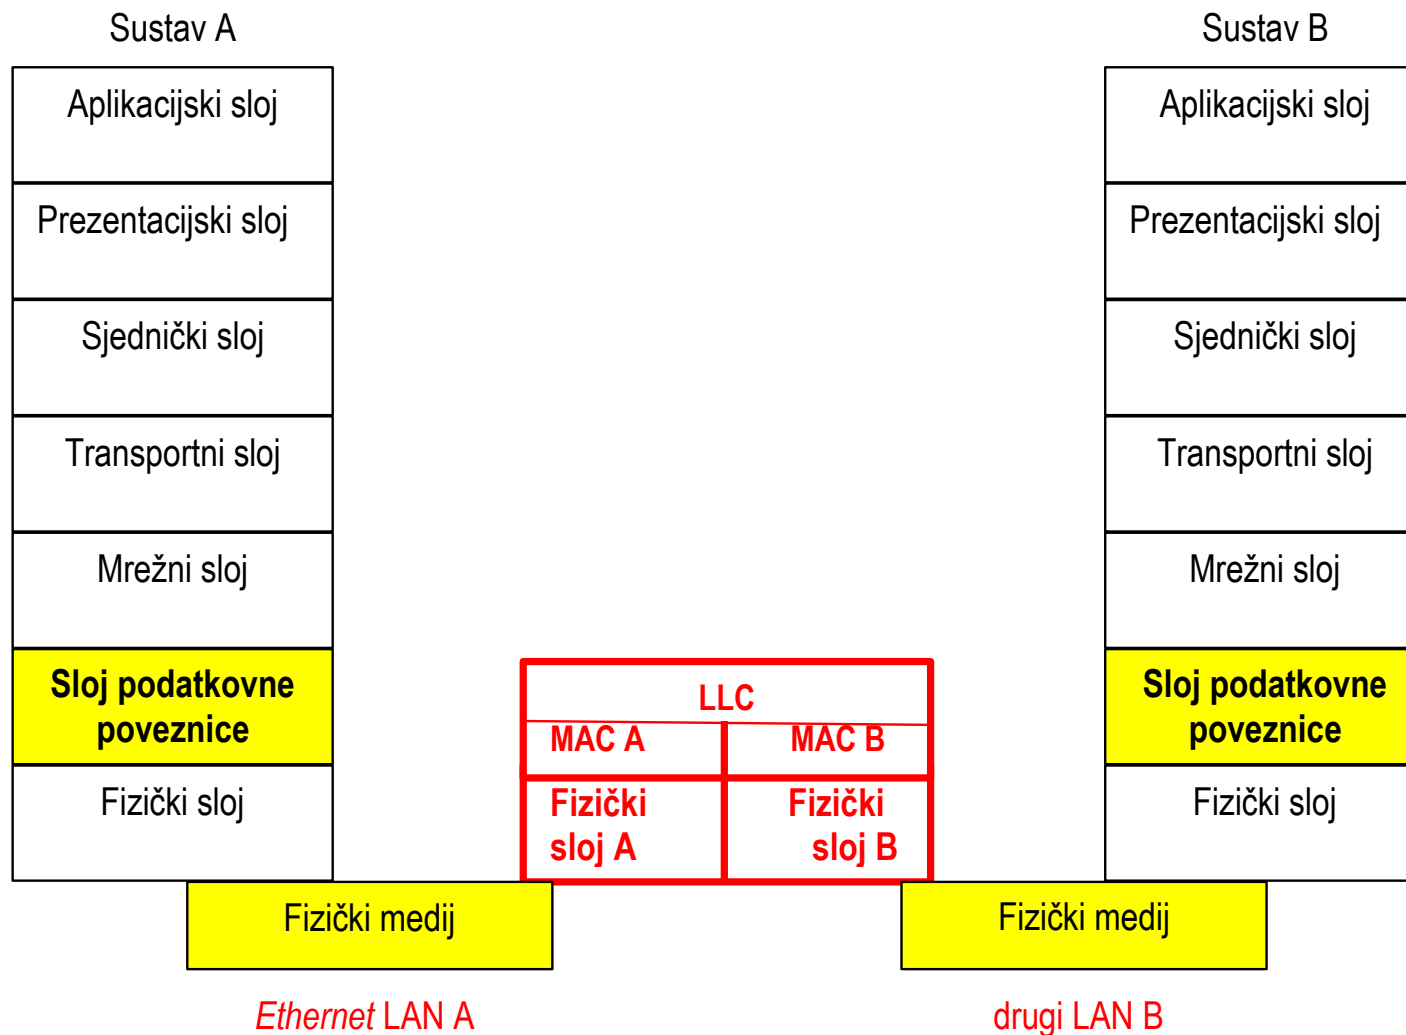 Sustav A
Aplikacijski sloj
Prezentacijski sloj
Sjednički sloj
Transportni sloj
Mrežni sloj
Sloj podatkovne
poveznice
Fizički sloj
Fizički medij
Ethernet LAN A
LLC
MAC A
MAC B
Fizički
sloj A
Fizički
sloj B
Sustav B
Aplikacijski sloj
Prezentacijski sloj
Sjednički sloj
Transportni sloj
Mrežni sloj
Sloj podatkovne
poveznice
Fizički sloj
Fizički medij
drugi LAN B